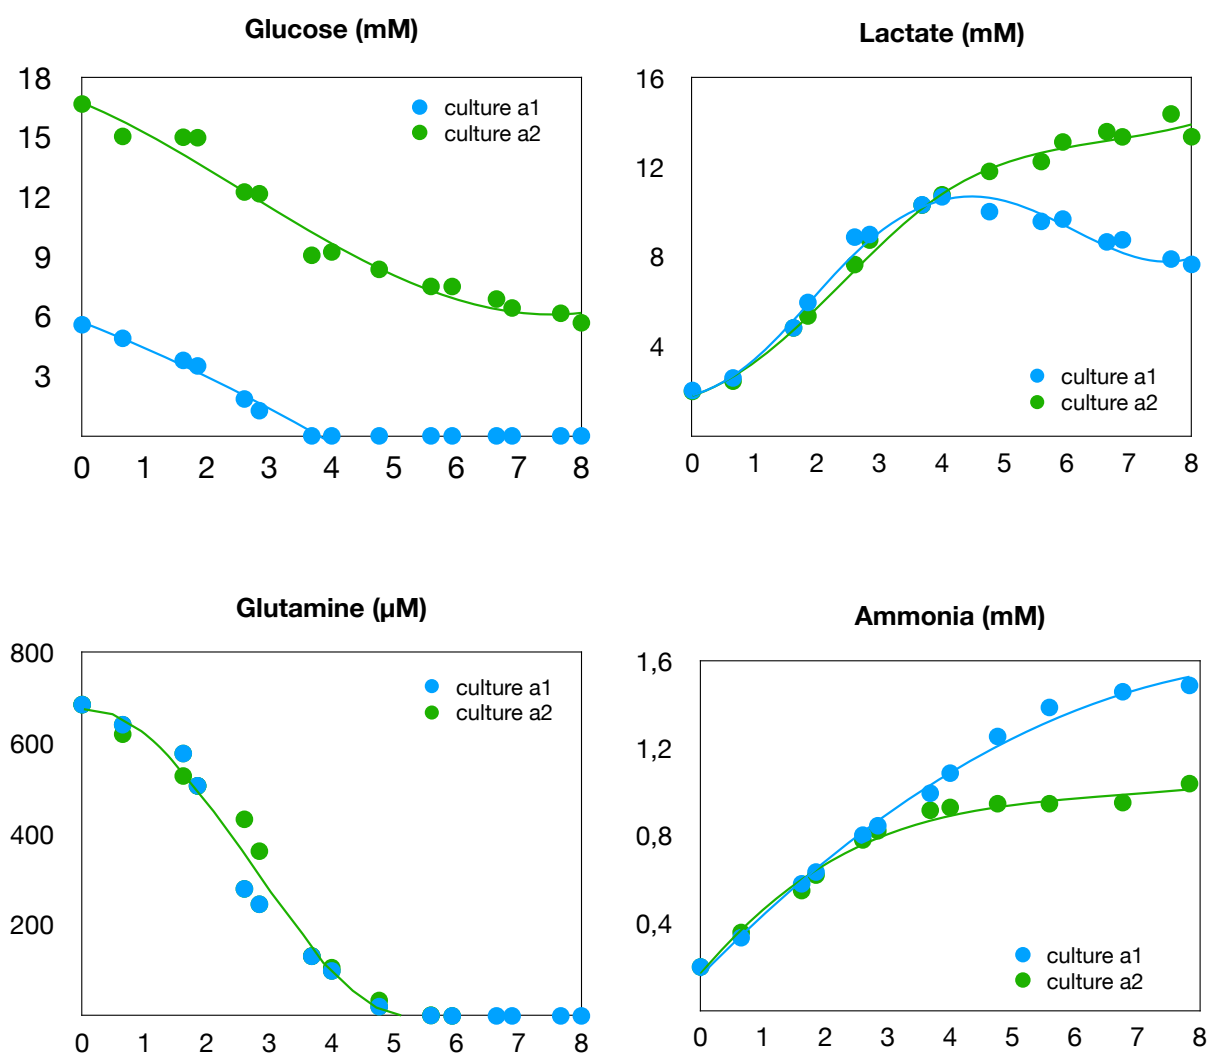 Glucose (mM)
18
15
12
9
6
3
0 1 2 3 4 5 6 7 8
culture a1
culture a2
Lactate (mM)
16
12
8
4
0 1 2 3 4 5 6 7 8
culture a1
culture a2
Glutamine (µM)
800
600
400
200
0 1 2 3 4 5 6 7 8
culture a1
culture a2
Ammonia (mM)
1,6
1,2
0,8
0,4
0 1 2 3 4 5 6 7 8
culture a1
culture a2